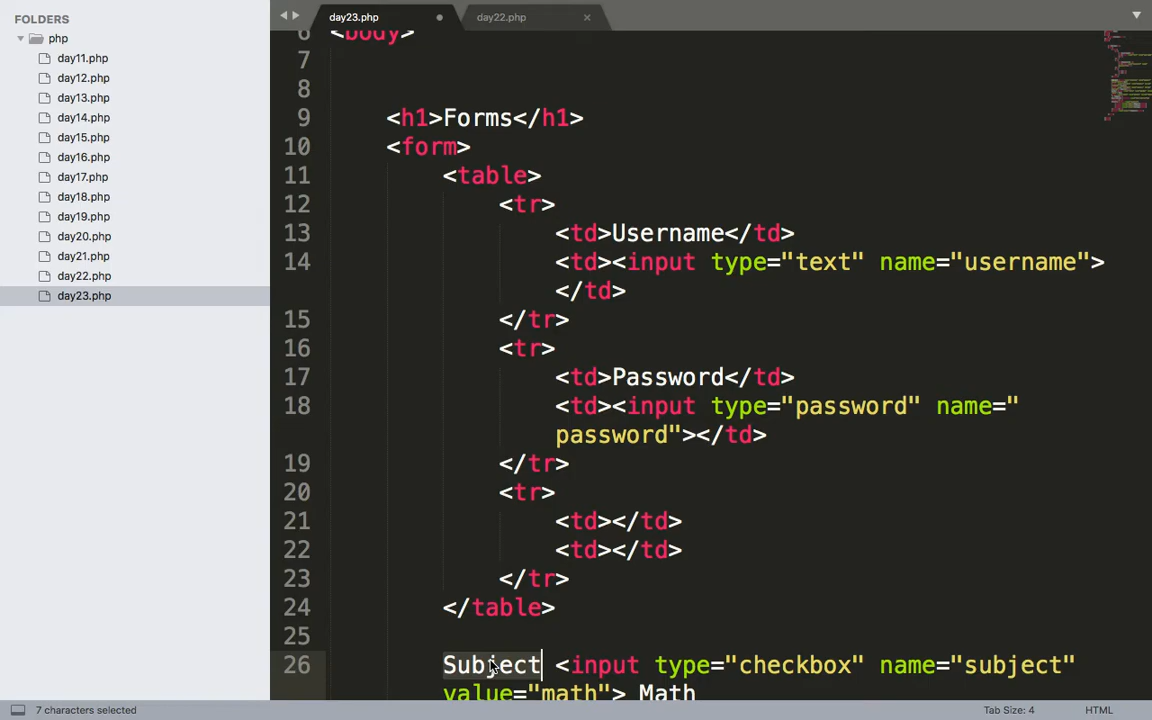 FOLDERS
php
day11.php
day12.php
day13.php
day14.php
day15.php
day16.php
day17.php
day18.php
day19.php
day20.php
day21.php
day22.php
day23.php
day23.php
day22.php
6 <body>
7
8
9 <h1>Forms</h1>
10 <form>
11 <table>
12 <tr>
13 <td>Username</td>
14 <td><input type="text" name="username">
</td>
15 </tr>
16 <tr>
17 <td>Password</td>
18 <td><input type="password" name="
password"></td>
19 </tr>
20 <tr>
21 <td></td>
22 <td></td>
23 </tr>
24 </table>
25
26 Subject <input type="checkbox" name="subject"
value="math"> Math
7 characters selected
Tab Size: 4
HTML